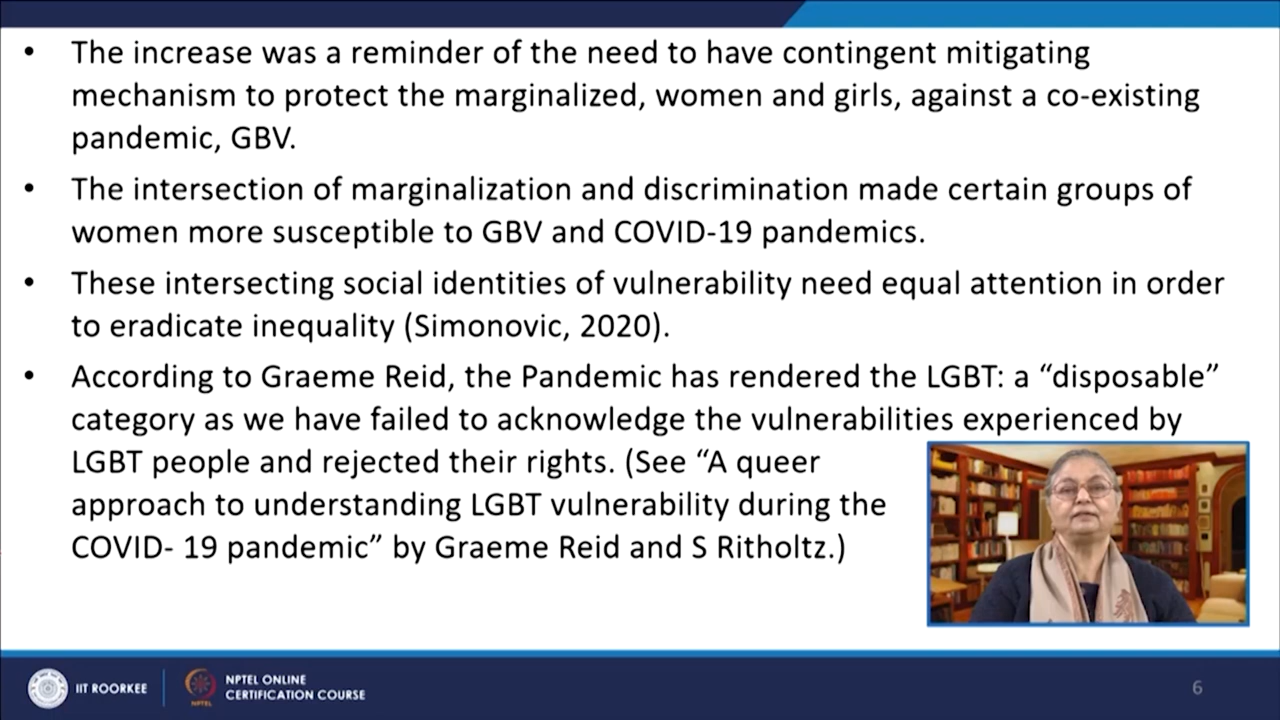 • The increase was a reminder of the need to have contingent mitigating
mechanism to protect the marginalized, women and girls, against a co-existing
pandemic, GBV.
• The intersection of marginalization and discrimination made certain groups of
women more susceptible to GBV and COVID-19 pandemics.
• These intersecting social identities of vulnerability need equal attention in order
to eradicate inequality (Simonovic, 2020).
• According to Graeme Reid, the Pandemic has rendered the LGBT: a “disposable”
category as we have failed to acknowledge the vulnerabilities experienced by
LGBT people and rejected their rights. (See “A queer
approach to understanding LGBT vulnerability during the
COVID- 19 pandemic” by Graeme Reid and S Ritholtz.)
IIT ROORKEE
NPTEL
NPTEL ONLINE
CERTIFICATION COURSE
6